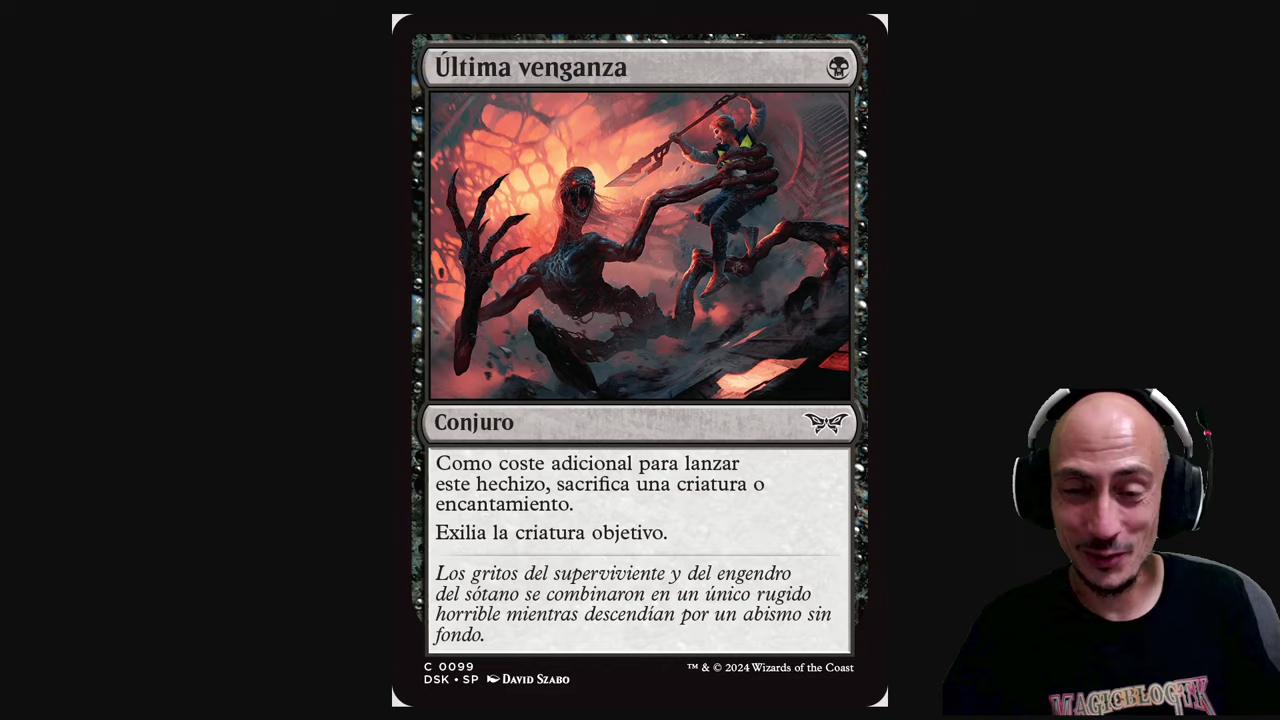 Última venganza
Conjuro
Como coste adicional para lanzar
este hechizo, sacrifica una criatura o
encantamiento.
Exilia la criatura objetivo.
Los gritos del superviviente y del engendro
del sótano se combinaron en un único rugido
horrible mientras descendían por un abismo sin
fondo.
C 0099
DSK • SP David Szabo
™ & © 2024 Wizards of the Coast
MAGICBLOGTK